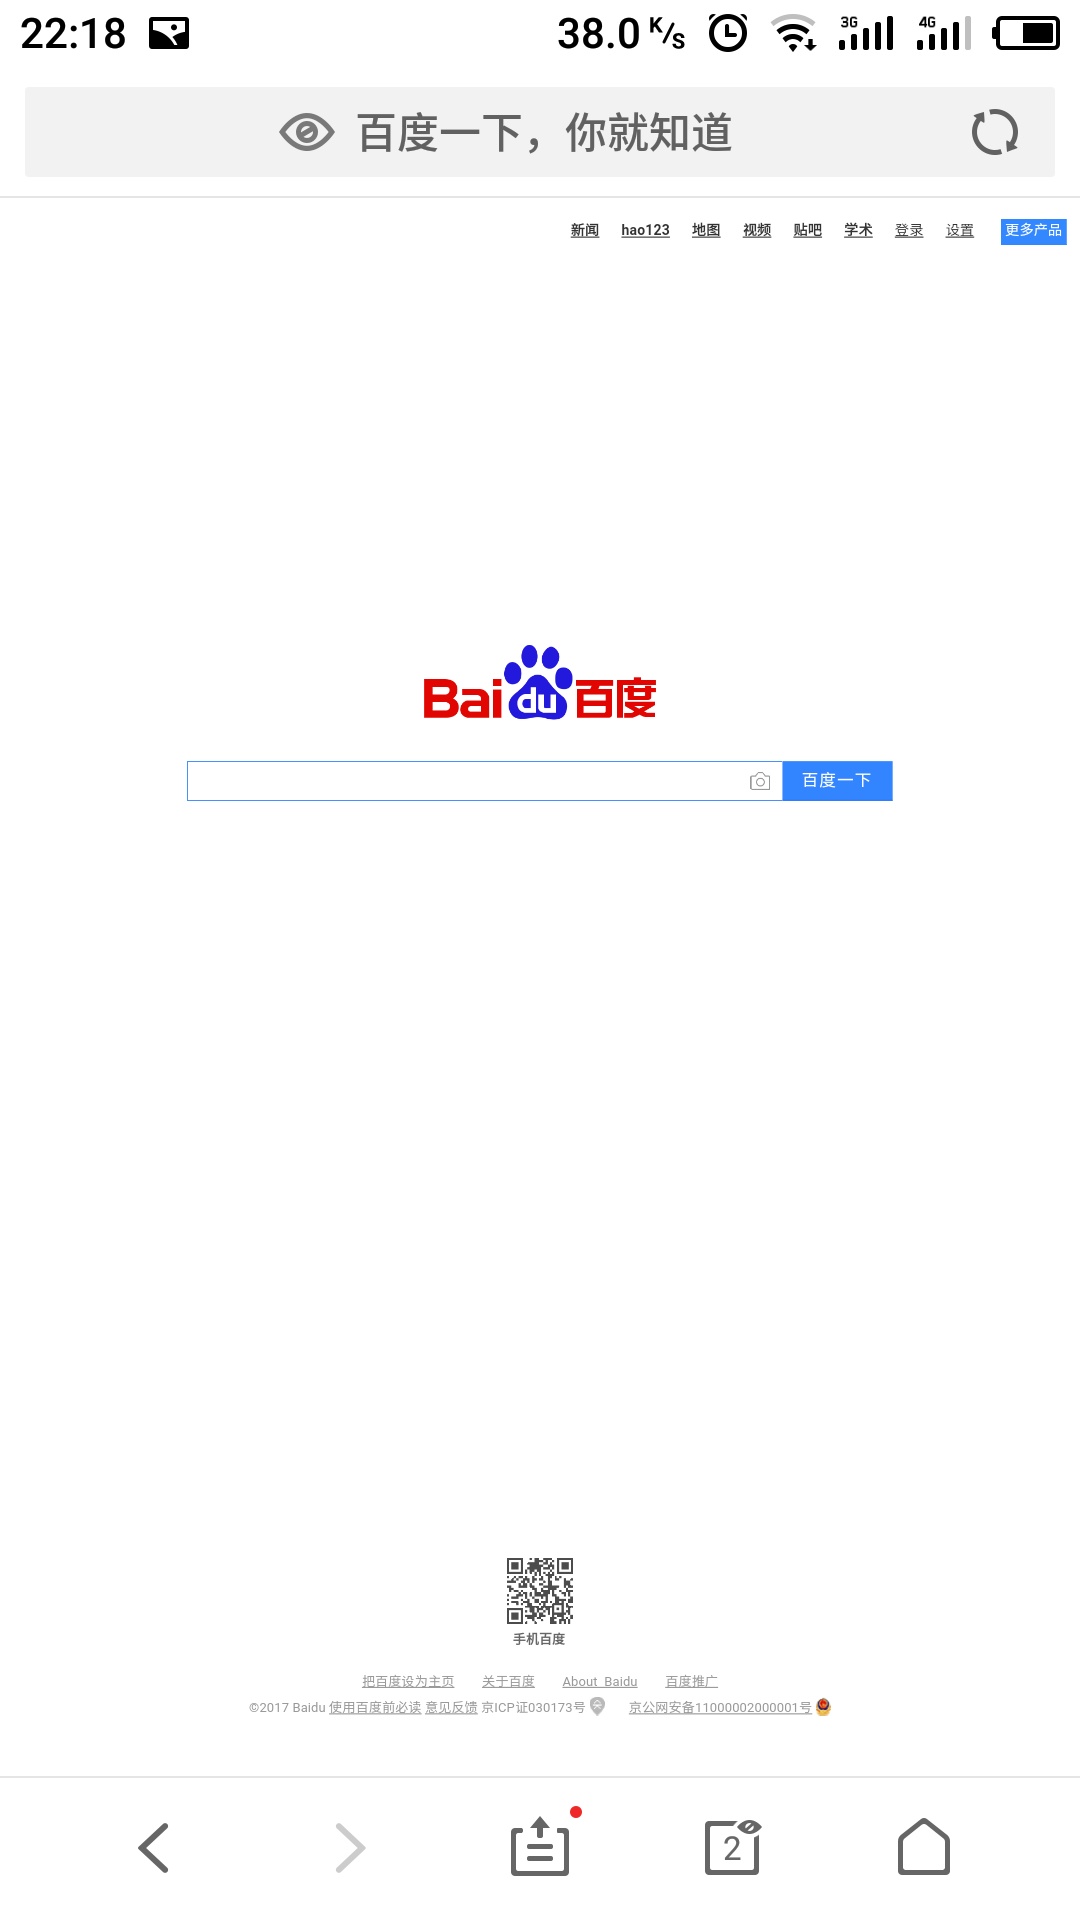 22:18 38.0 K/s 3G 4G
百度一下，你就知道
新闻 hao123 地图 视频 贴吧 学术 登录 设置 更多产品
Bai du 百度
百度一下
手机百度
把百度设为主页 关于百度 About Baidu 百度推广
©2017 Baidu 使用百度前必读 意见反馈 京ICP证030173号 京公网安备11000002000001号
2